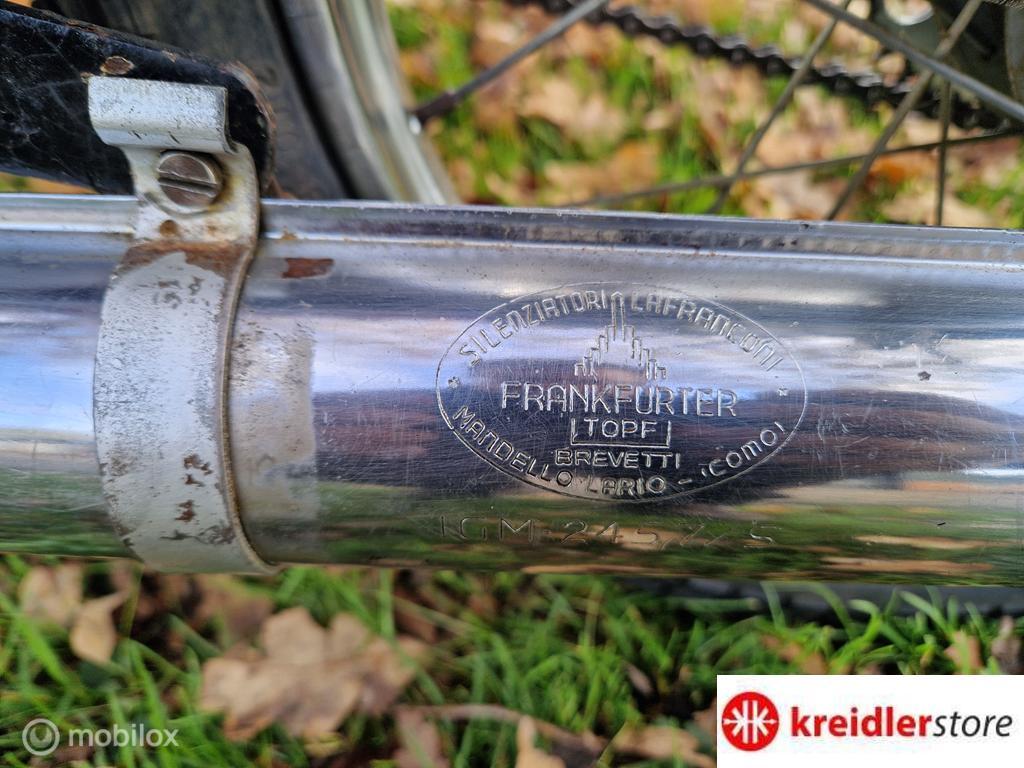 SILENZIATORI LAFRANCONI
FRANKFURTER
TOPF
BREVETTI
MANDELLO LARIO - (COMO)
mobilox
kreidlerstore